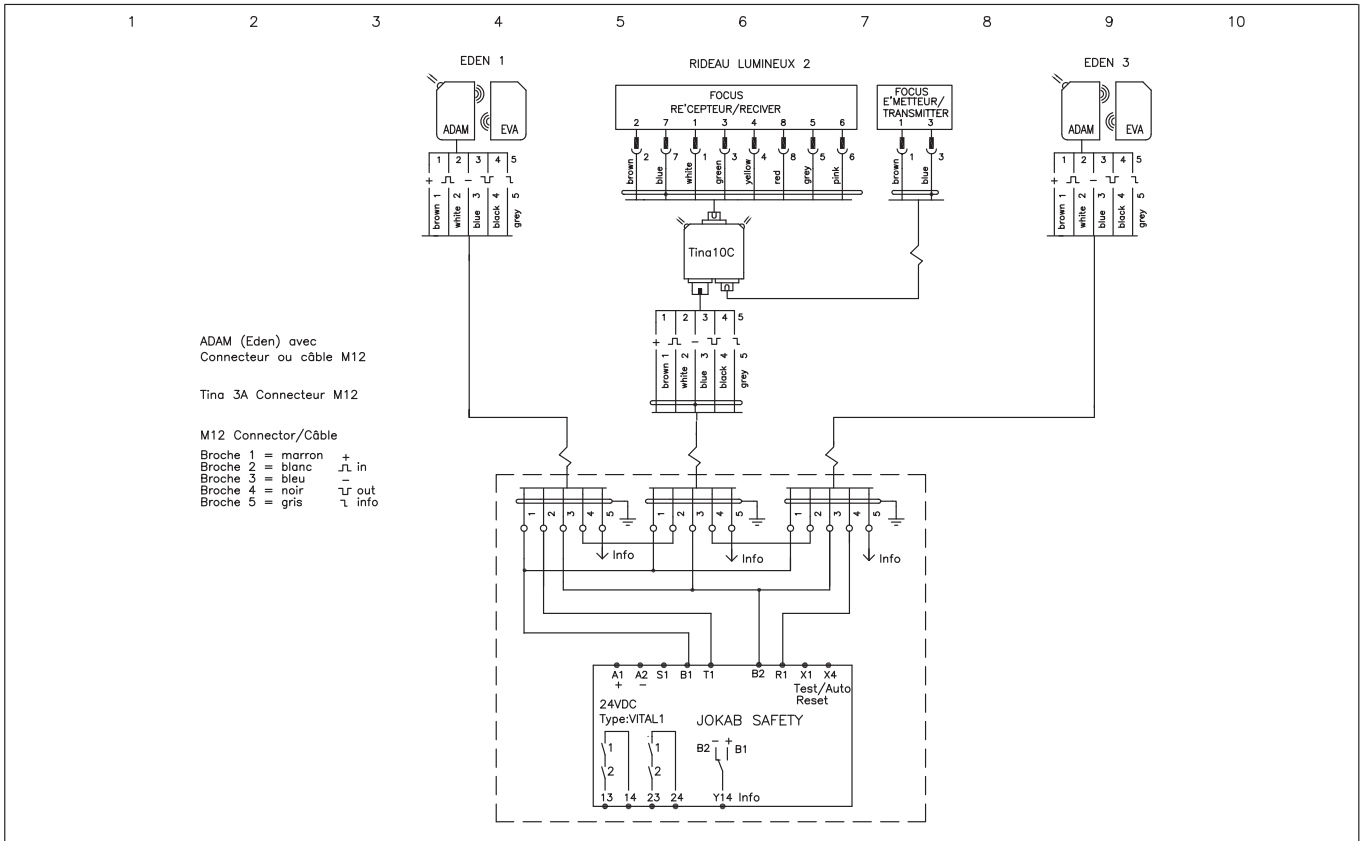 1 2 3 4 5 6 7 8 9 10
EDEN 1
RIDEAU LUMINEUX 2
EDEN 3
ADAM EVA
FOCUS
RE'CEPTEUR/RECIVER
2 7 1 3 4 8 5 6
FOCUS
E'METTEUR/
TRANSMITTER
1 3
ADAM EVA
2 7 1 3 4 8 5 6
brown blue white green yellow red grey pink
1 3
brown blue
1 2 3 4 5
+ −
brown 1 white 2 blue 3 black 4 grey 5
1 2 3 4 5
+ −
brown 1 white 2 blue 3 black 4 grey 5
Tina10C
1 2 3 4 5
+ −
brown 1 white 2 blue 3 black 4 grey 5
ADAM (Eden) avec
Connecteur ou câble M12
Tina 3A Connecteur M12
M12 Connector/Câble
Broche 1 = marron +
Broche 2 = blanc in
Broche 3 = bleu −
Broche 4 = noir out
Broche 5 = gris info
1 2 3 4 5
1 2 3 4 5
1 2 3 4 5
Info
Info
Info
A1 A2 S1 B1 T1 B2 R1 X1 X4
+ −
Test/Auto
Reset
24VDC
Type:VITAL1
JOKAB SAFETY
1 1
2 2
B2 − + B1
13 14 23 24 Y14 Info